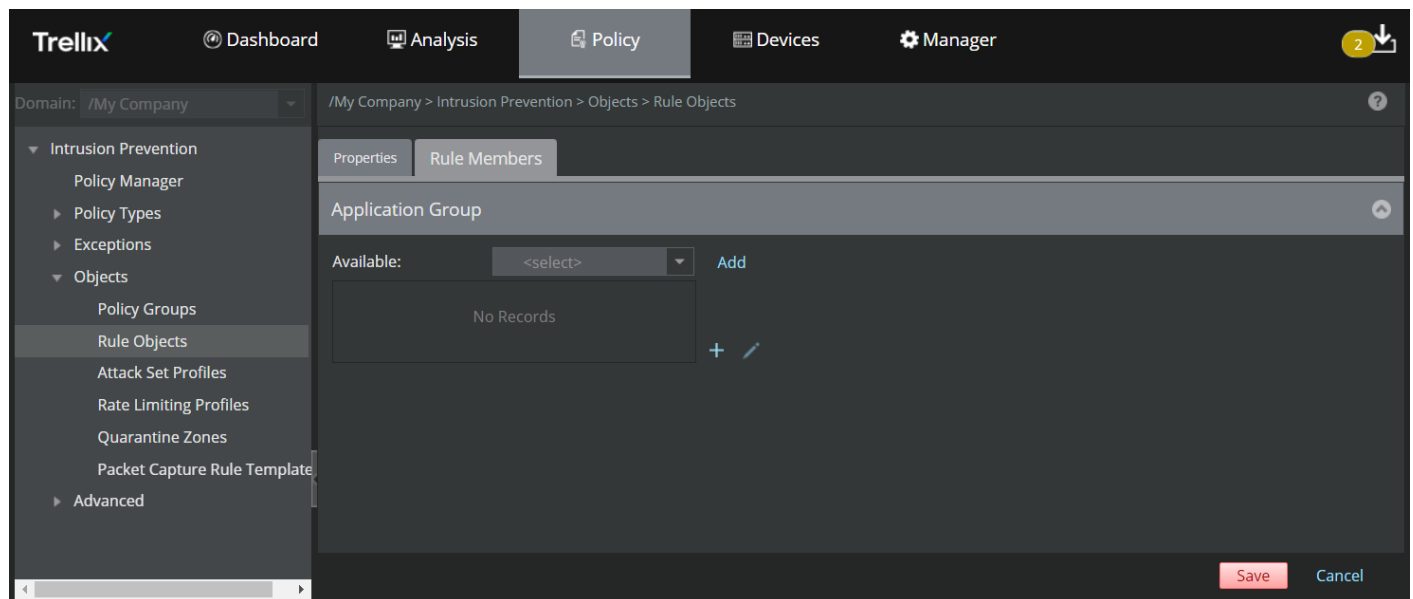 Trellix
Dashboard
Analysis
Policy
Devices
Manager
2
Domain: /My Company
/My Company > Intrusion Prevention > Objects > Rule Objects
?
Intrusion Prevention
Policy Manager
Policy Types
Exceptions
Objects
Policy Groups
Rule Objects
Attack Set Profiles
Rate Limiting Profiles
Quarantine Zones
Packet Capture Rule Template
Advanced
Properties
Rule Members
Application Group
Available: <select> Add
No Records
Save
Cancel